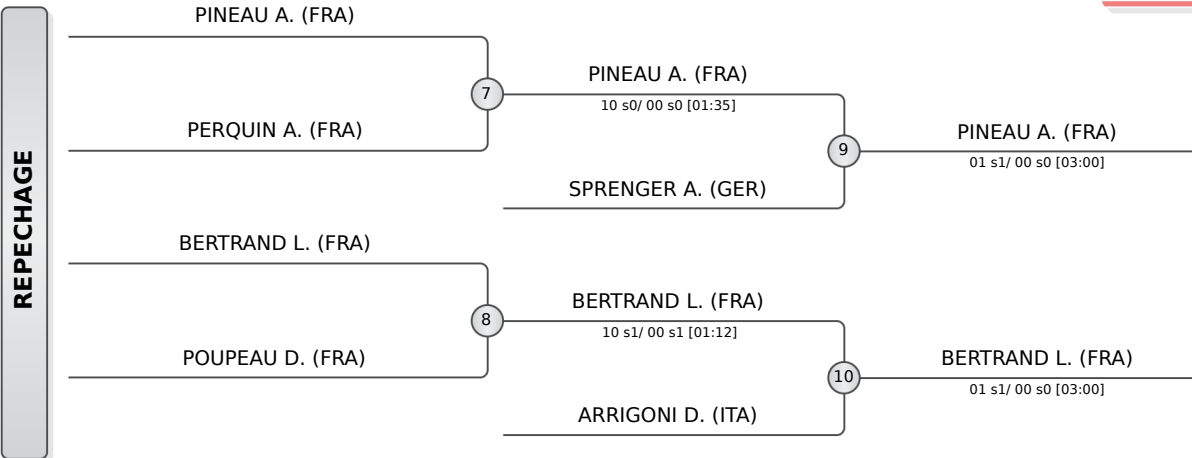 REPECHAGE
PINEAU A. (FRA)
7
PERQUIN A. (FRA)
PINEAU A. (FRA)
10 s0/ 00 s0 [01:35]
9
SPRENGER A. (GER)
PINEAU A. (FRA)
01 s1/ 00 s0 [03:00]
BERTRAND L. (FRA)
8
POUPEAU D. (FRA)
BERTRAND L. (FRA)
10 s1/ 00 s1 [01:12]
10
ARRIGONI D. (ITA)
BERTRAND L. (FRA)
01 s1/ 00 s0 [03:00]